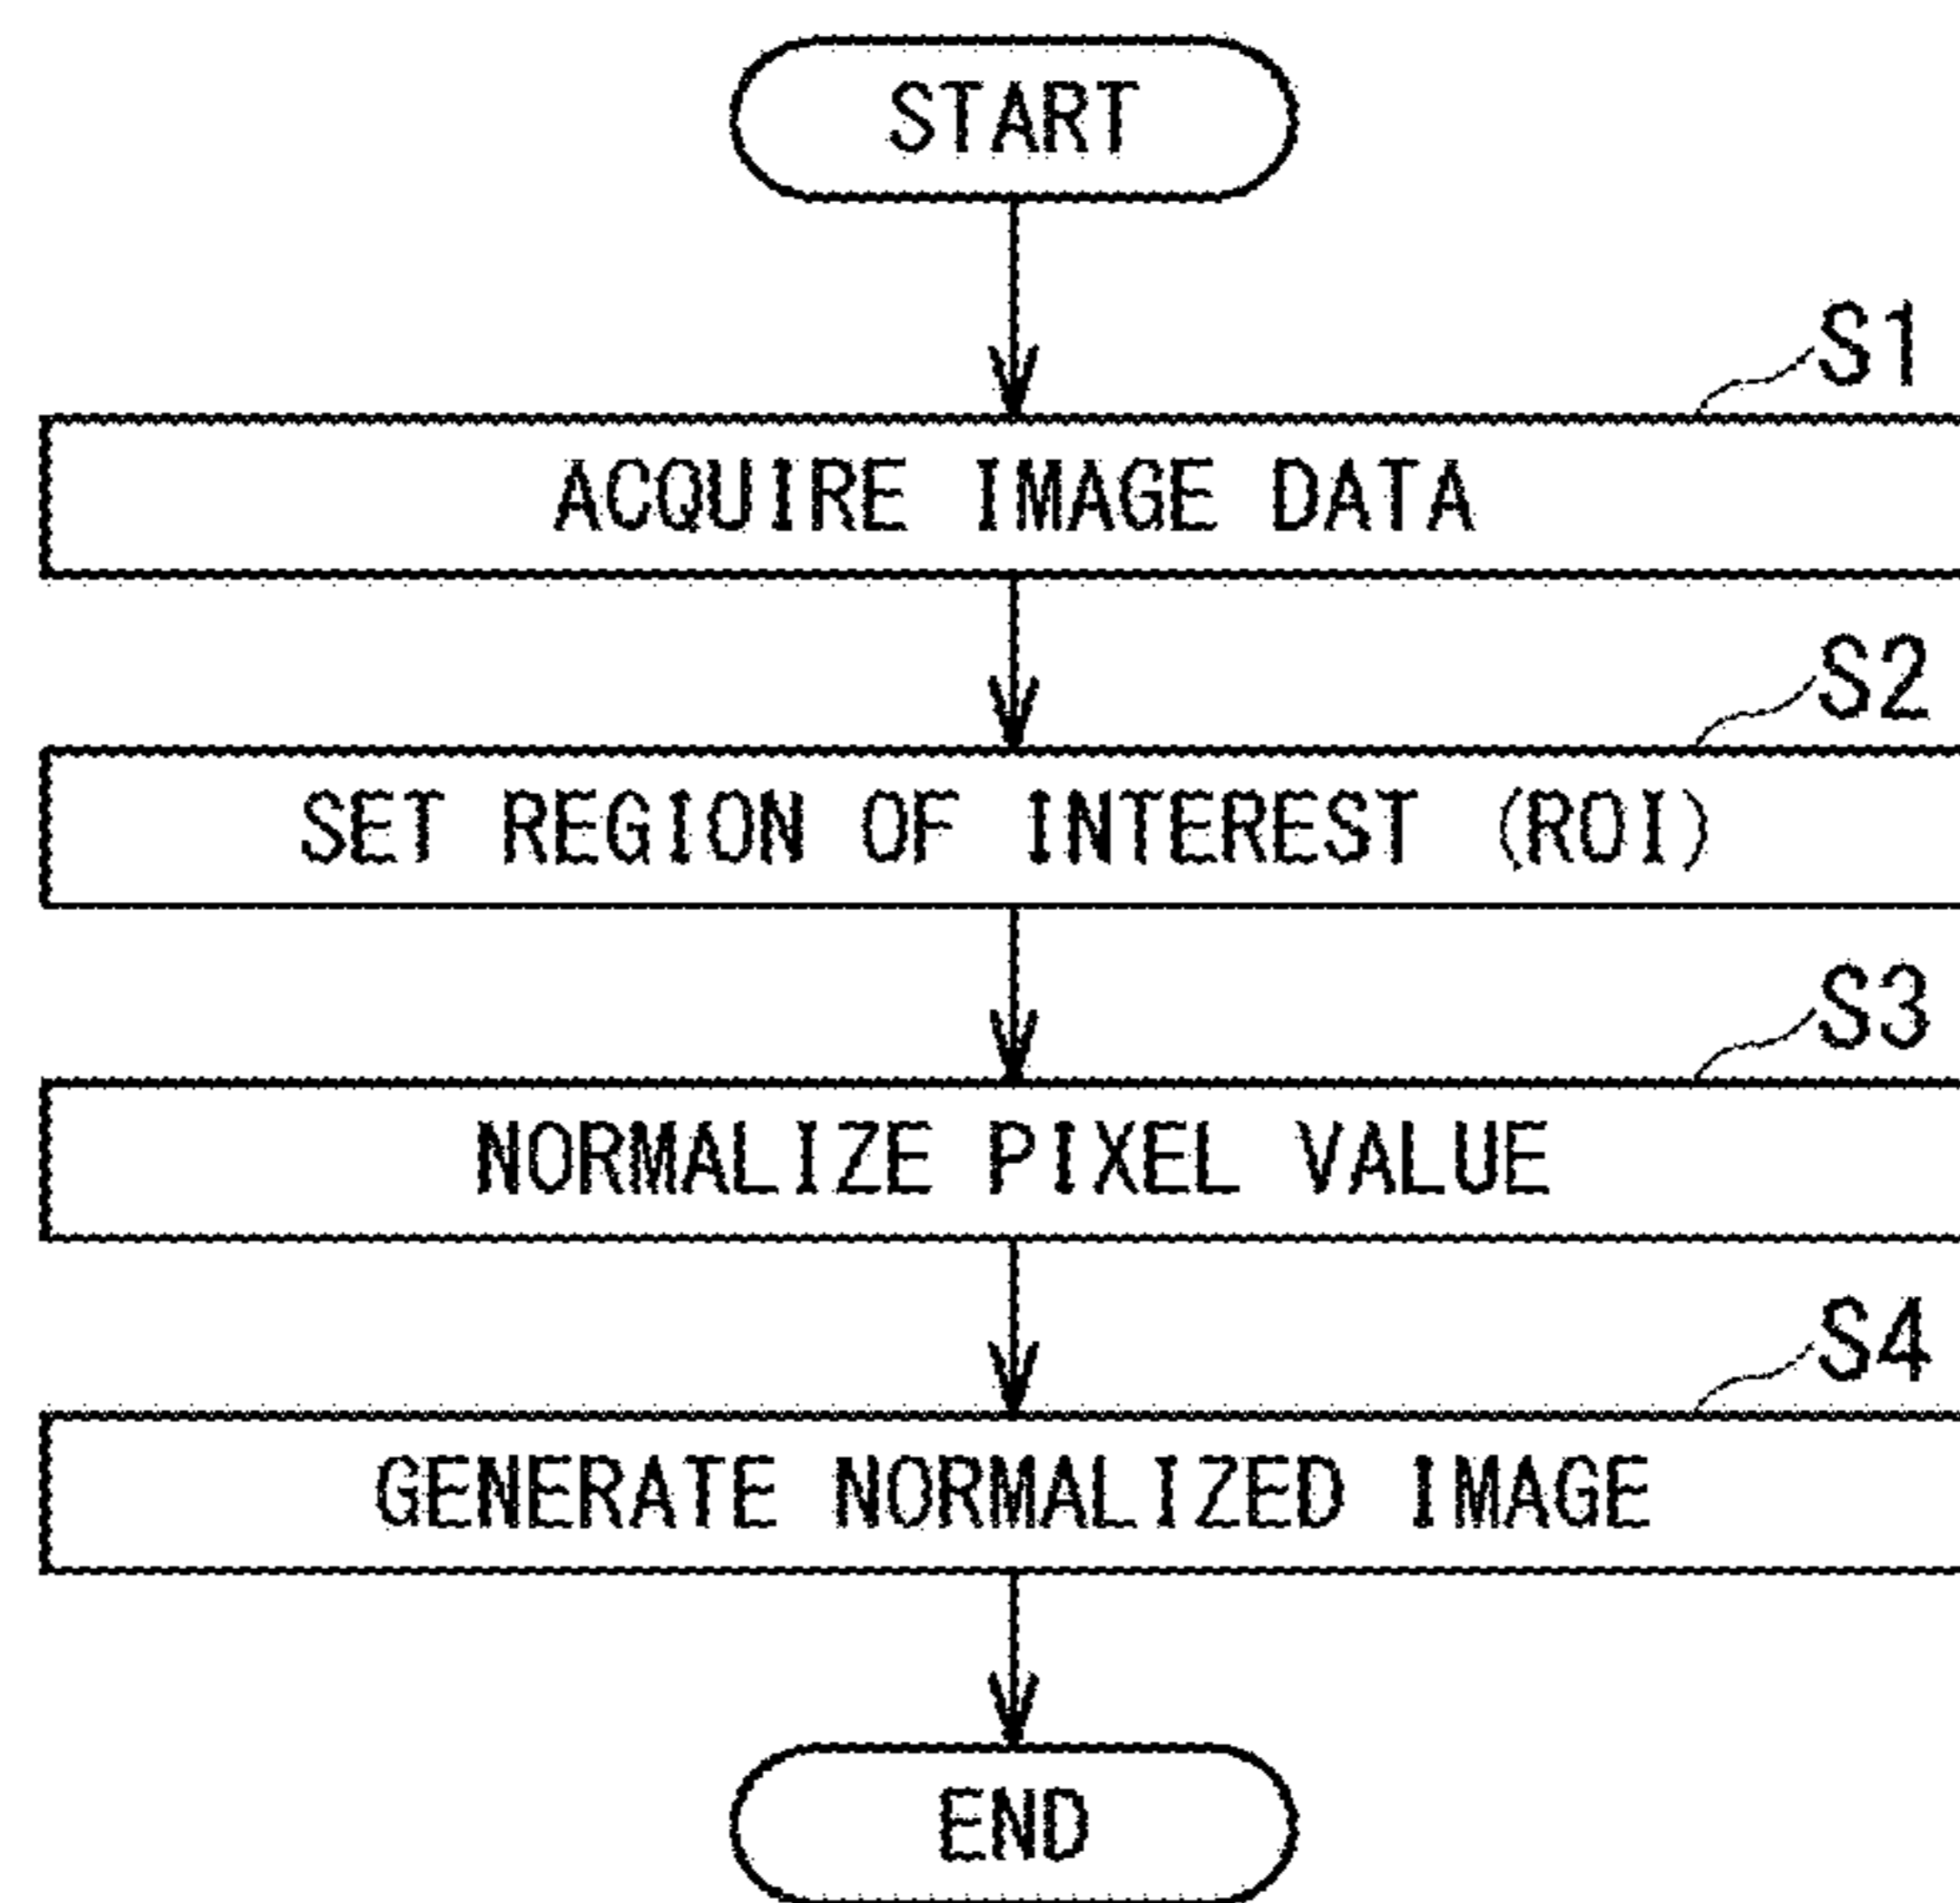 START
S1
ACQUIRE IMAGE DATA
S2
SET REGION OF INTEREST (ROI)
S3
NORMALIZE PIXEL VALUE
S4
GENERATE NORMALIZED IMAGE
END